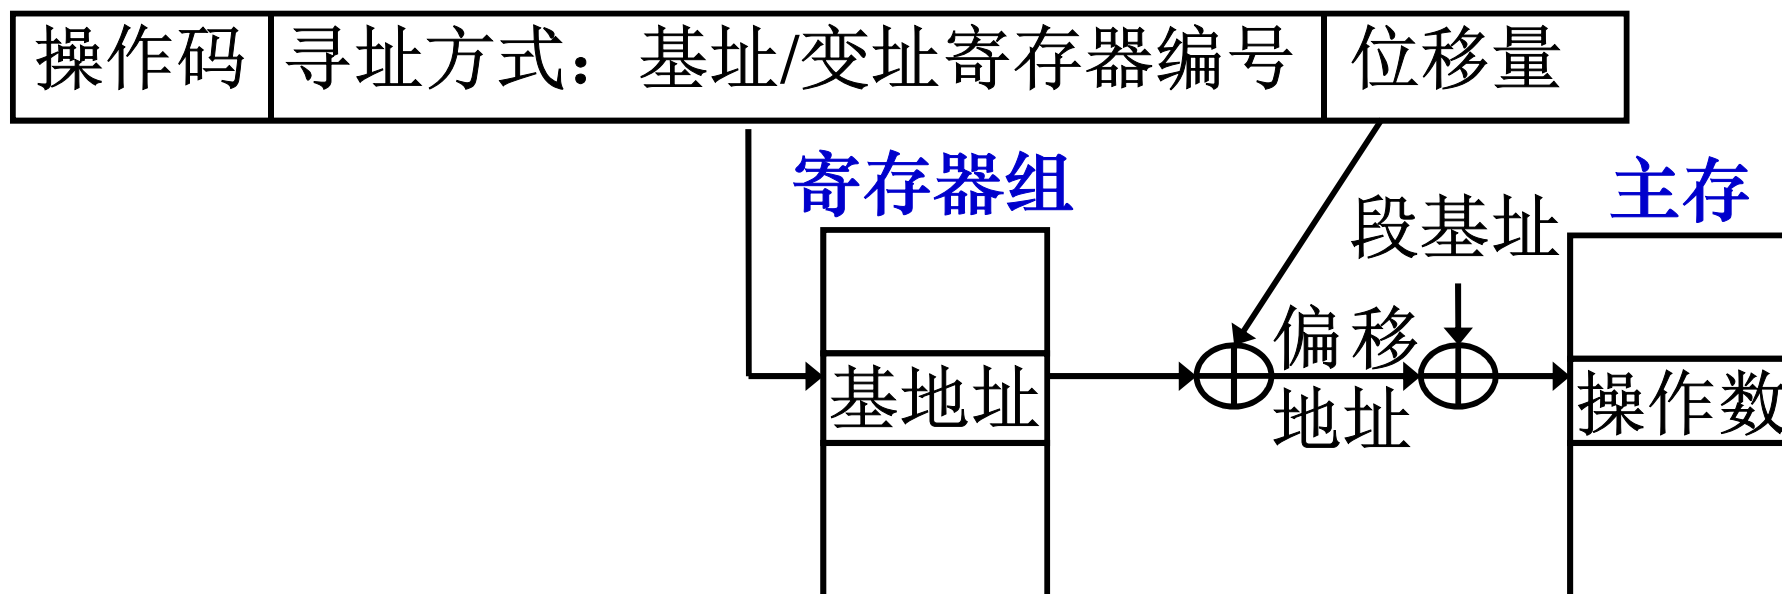 操作码 寻址方式：基址/变址寄存器编号 位移量
寄存器组
主存
段基址
偏移
地址
基地址
操作数